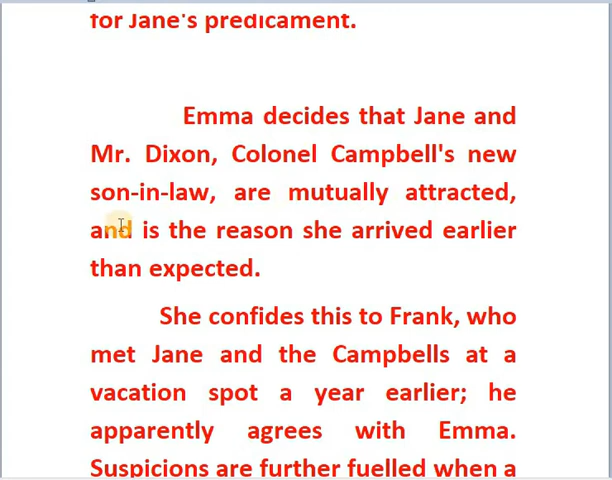 for Jane's predicament.
Emma decides that Jane and
Mr. Dixon, Colonel Campbell's new
son-in-law, are mutually attracted,
and is the reason she arrived earlier
than expected.
She confides this to Frank, who
met Jane and the Campbells at a
vacation spot a year earlier; he
apparently agrees with Emma.
Suspicions are further fuelled when a